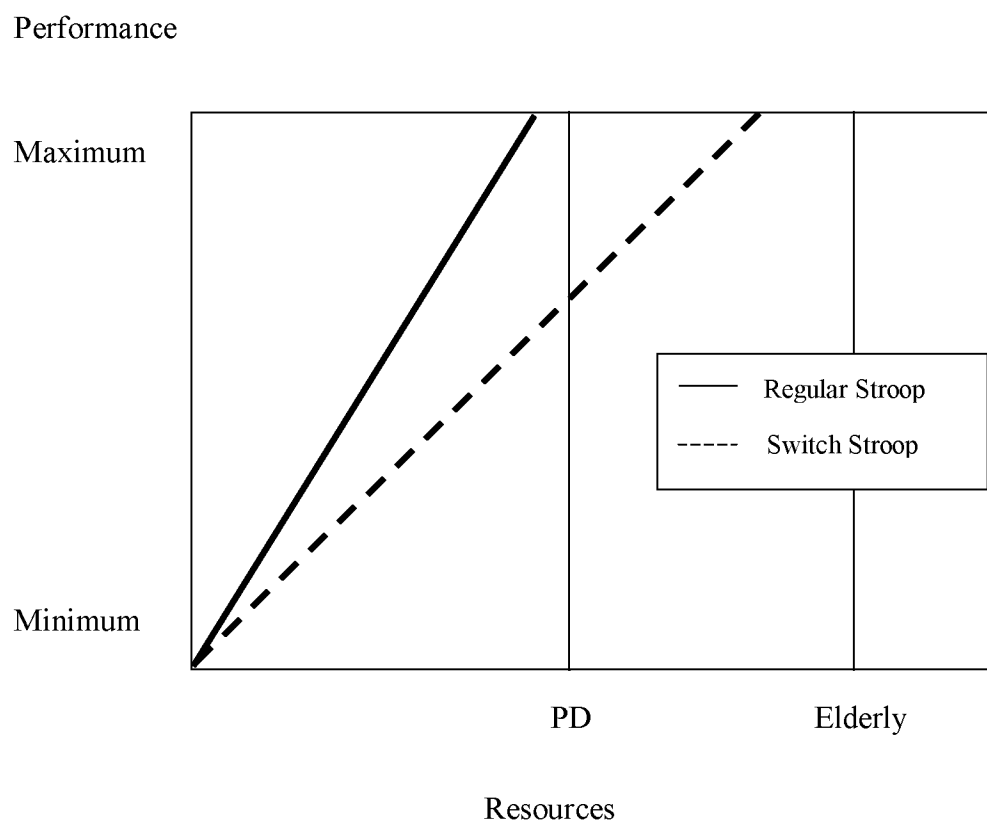 Performance
Maximum
Regular Stroop
Switch Stroop
Minimum
PD
Elderly
Resources